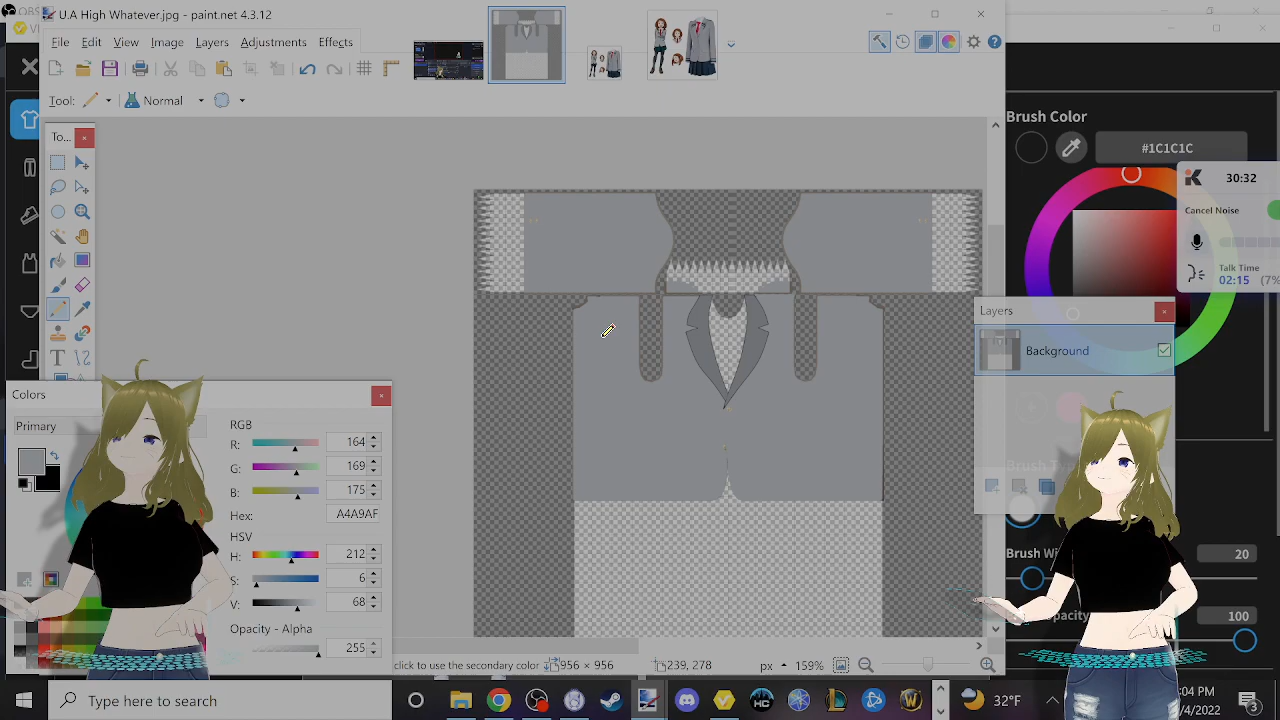 U.A High Whatever.jpg - paint.net 4.3.12
File Edit View Image Layers Adjustments Effects
Tool: Normal
Brush Color
#1C1C1C
30:32
Cancel Noise
Talk Time
02:15 (7%
To...
Layers
Background
Colors
Primary
RGB
R: 164
G: 169
B: 175
Hex: A4A9AF
HSV
H: 212
S: 6
V: 68
Opacity - Alpha
255
Brush Wi
20
100
click to use the secondary color 956 × 956 239, 278 px 159%
Type here to search
32°F
:04 PM
/4/2022
3